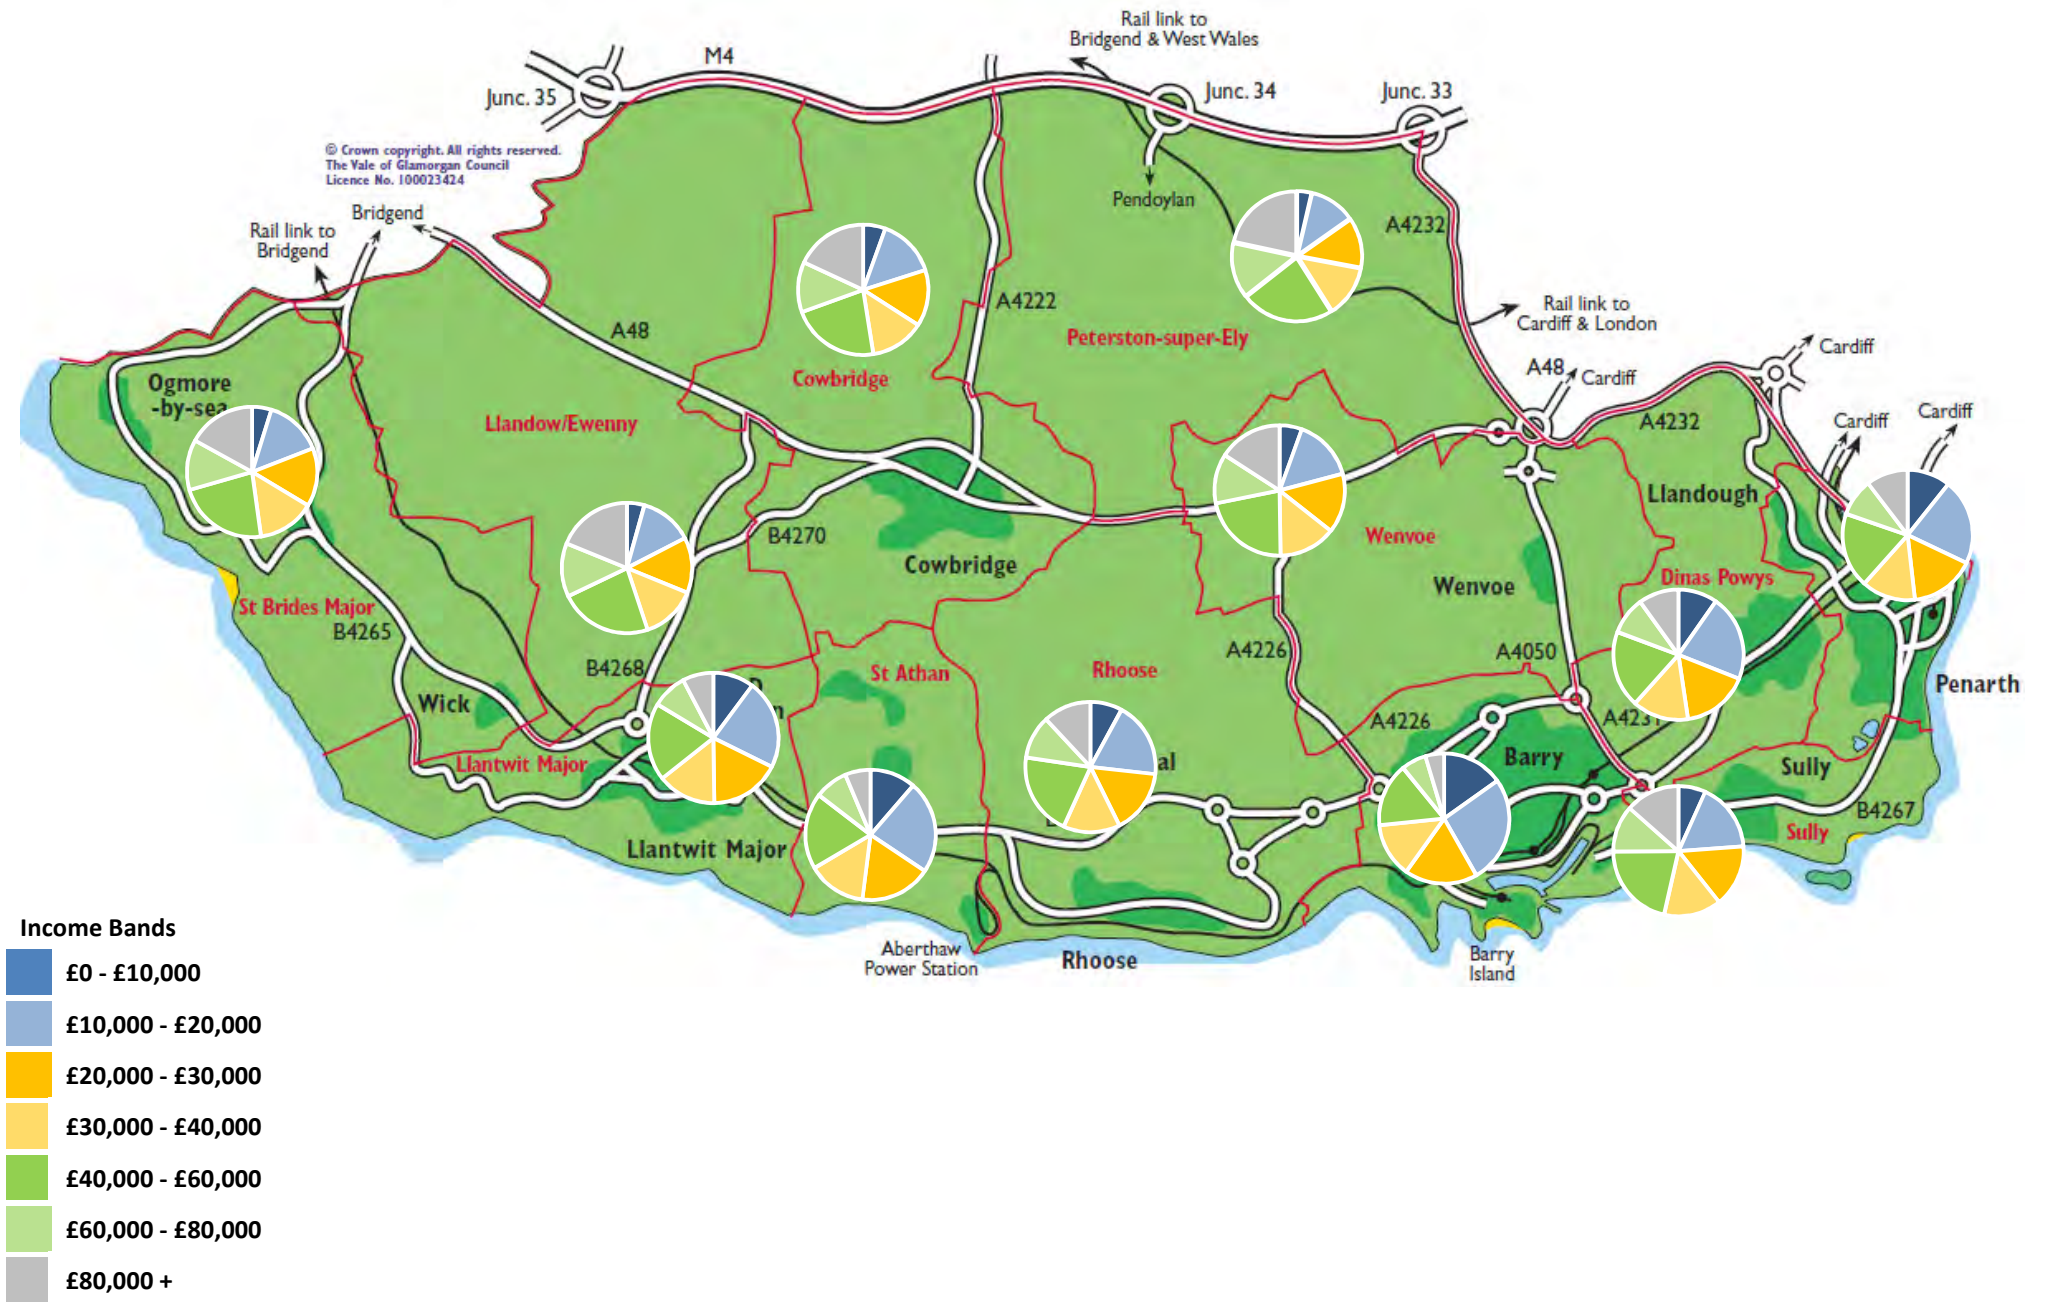 Rail link to
Bridgend & West Wales
M4
Junc. 35
Junc. 34
Junc. 33
© Crown copyright. All rights reserved.
The Vale of Glamorgan Council
Licence No. 100023424
Pendoylan
Bridgend
Rail link to
Bridgend
A4232
A4222
Rail link to
Cardiff & London
A48
Peterston-super-Ely
Cardiff
A48
Cardiff
Cowbridge
Ogmore
-by-sea
Llandow/Ewenny
A4232
Cardiff
Cardiff
Llandough
B4270
Wenvoe
Cowbridge
Wenvoe
Dinas Powys
St Brides Major
B4265
A4226
A4050
B4268
St Athan
Rhoose
Penarth
Wick
A4226
A4231
Llantwit Major
al
Barry
Sully
B4267
Sully
Llantwit Major
Aberthaw
Power Station
Rhoose
Barry
Island
Income Bands
£0 - £10,000
£10,000 - £20,000
£20,000 - £30,000
£30,000 - £40,000
£40,000 - £60,000
£60,000 - £80,000
£80,000 +